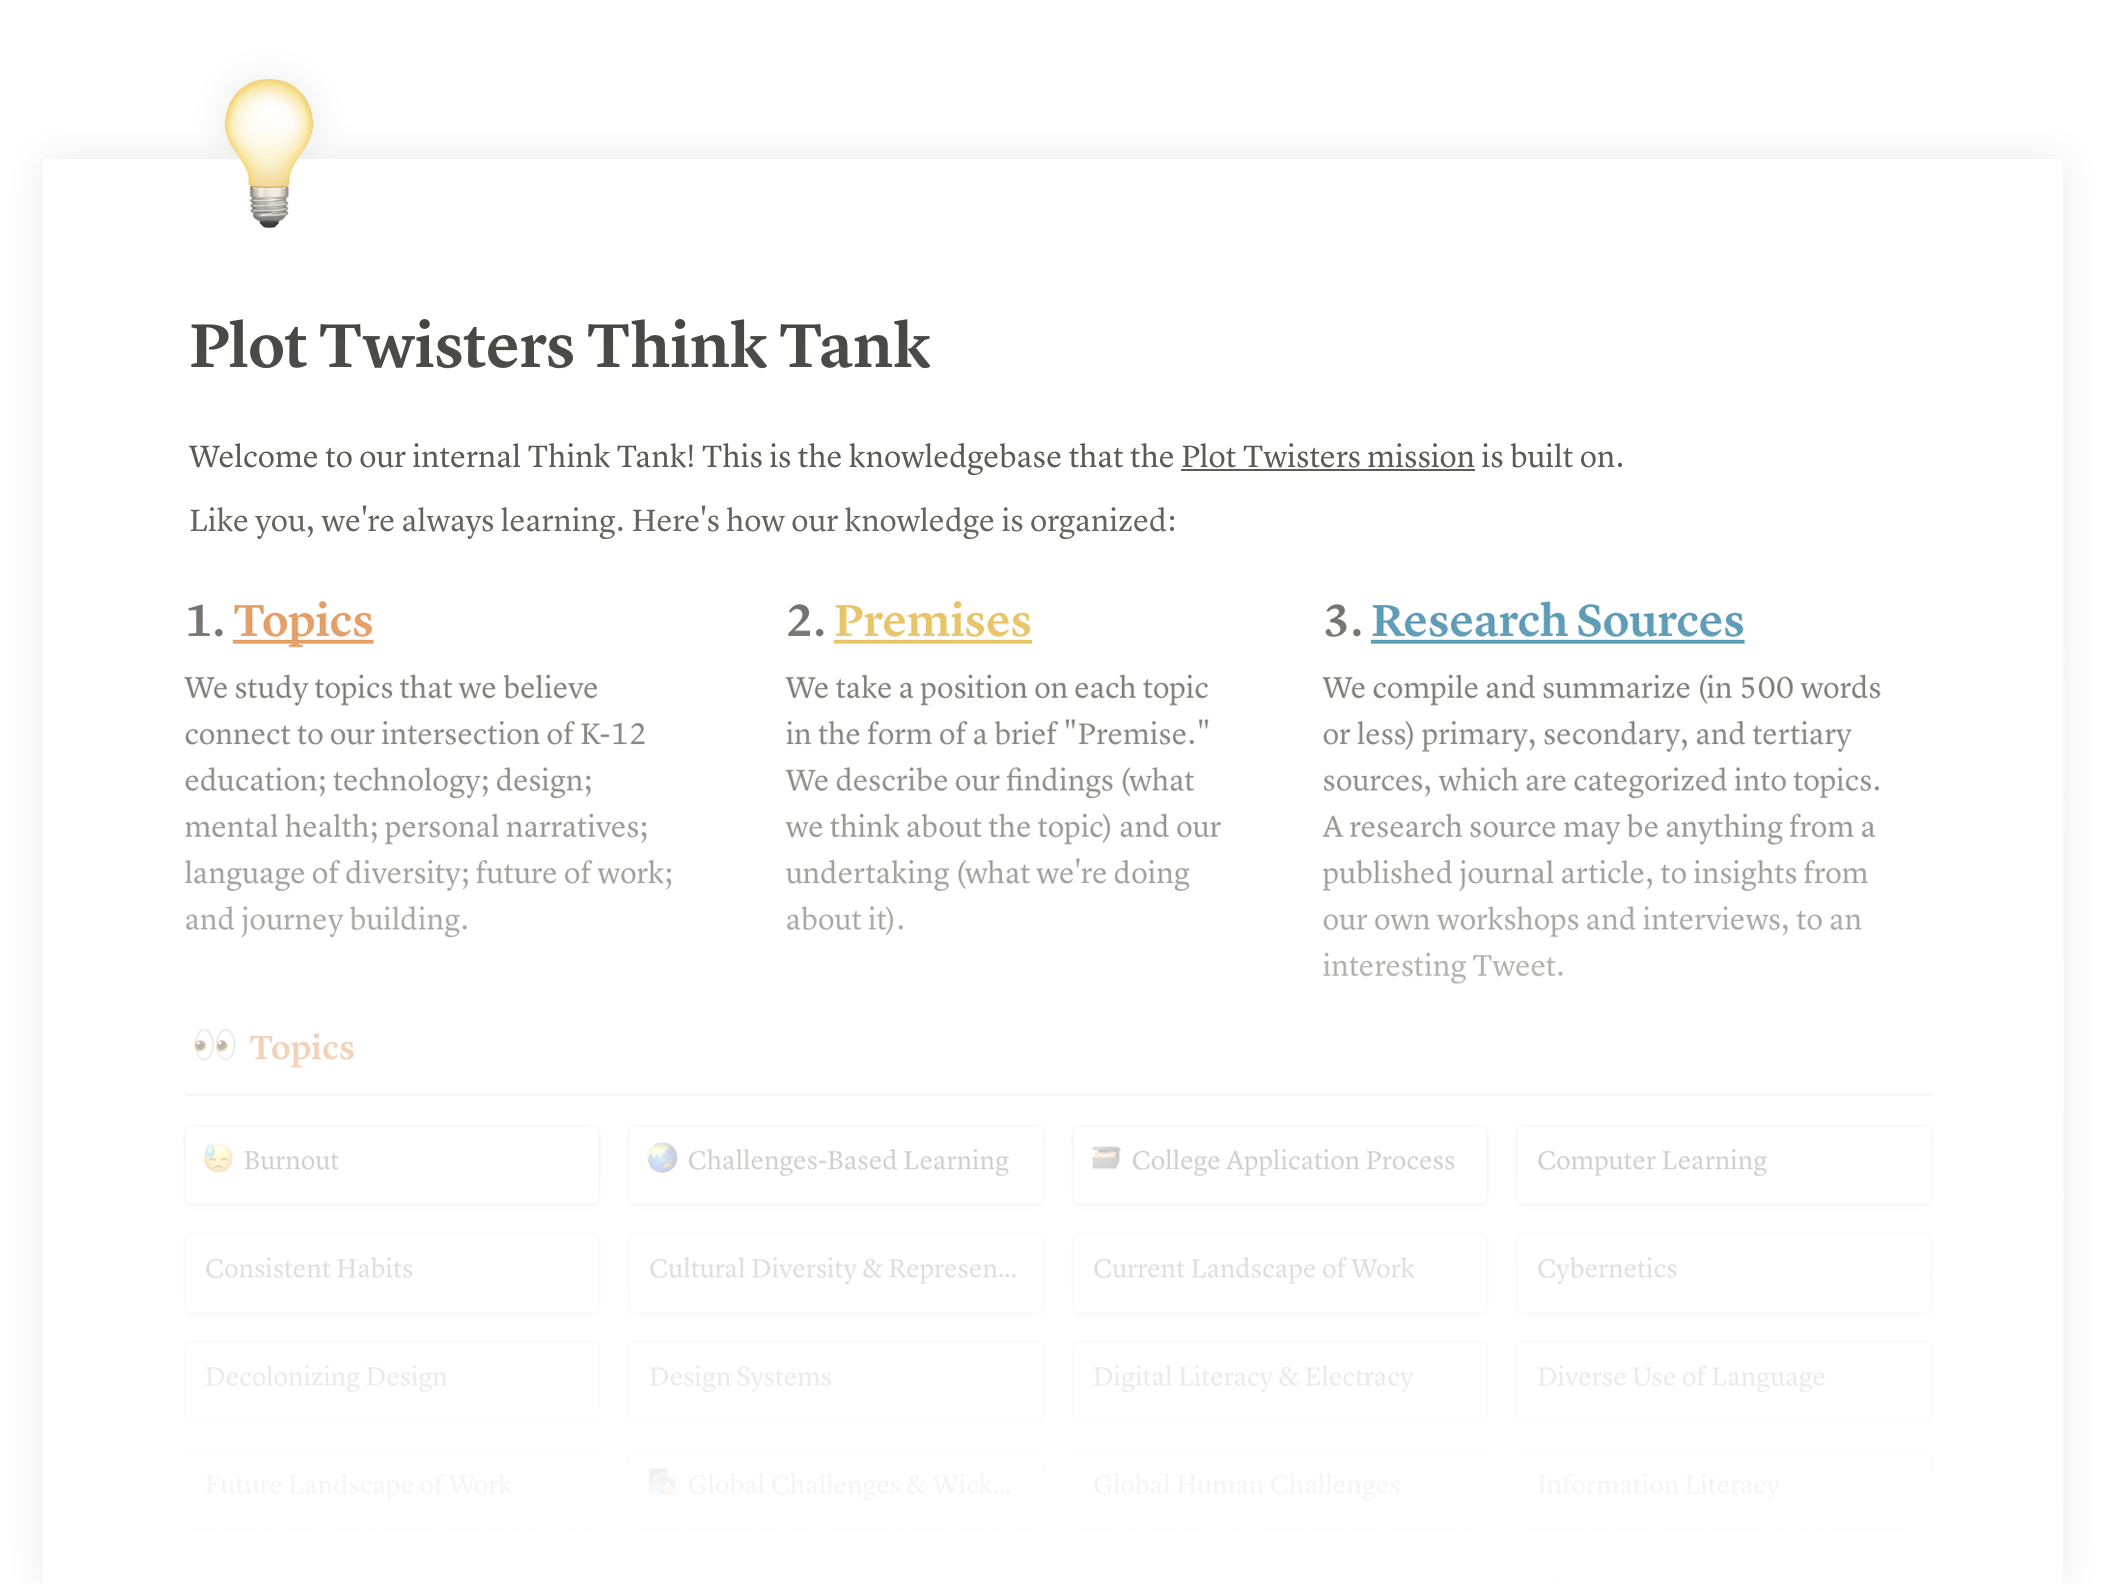 Plot Twisters Think Tank
Welcome to our internal Think Tank! This is the knowledgebase that the Plot Twisters mission is built on.
Like you, we're always learning. Here's how our knowledge is organized:
1. Topics
We study topics that we believe
connect to our intersection of K-12
education; technology; design;
mental health; personal narratives;
language of diversity; future of work;
and journey building.
2. Premises
We take a position on each topic
in the form of a brief "Premise."
We describe our findings (what
we think about the topic) and our
undertaking (what we're doing
about it).
3. Research Sources
We compile and summarize (in 500 words
or less) primary, secondary, and tertiary
sources, which are categorized into topics.
A research source may be anything from a
published journal article, to insights from
our own workshops and interviews, to an
interesting Tweet.
Topics
Burnout
Challenges-Based Learning
College Application Process
Computer Learning
Consistent Habits
Cultural Diversity & Represen...
Current Landscape of Work
Cybernetics
Decolonizing Design
Design Systems
Digital Literacy & Electracy
Diverse Use of Language
Future Landscape of Work
Global Challenges & Wick...
Global Human Challenges
Information Literacy